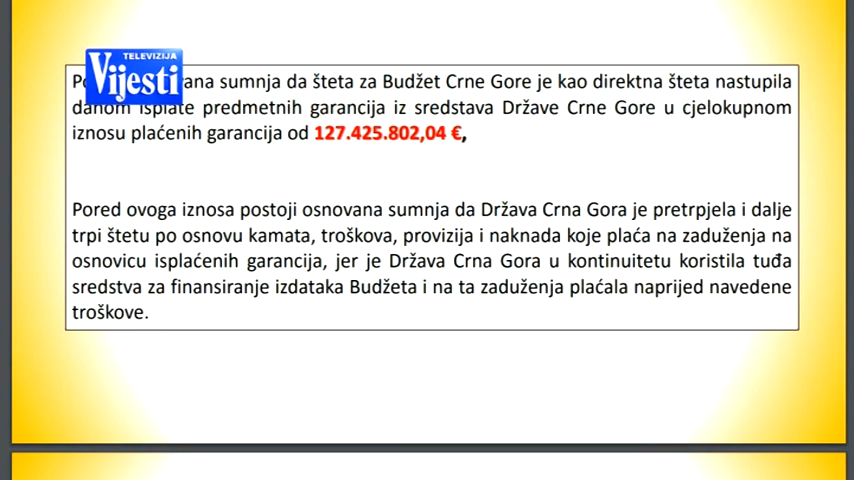 TELEVIZIJA
Vijesti
sumnja da šteta za Budžet Crne Gore je kao direktna šteta nastupila
danom isplate predmetnih garancija iz sredstava Države Crne Gore u cjelokupnom
iznosu plaćenih garancija od 127.425.802,04 €,
Pored ovoga iznosa postoji osnovana sumnja da Država Crna Gora je pretrpjela i dalje
trpi štetu po osnovu kamata, troškova, provizija i naknada koje plaća na zaduženja na
osnovicu isplaćenih garancija, jer je Država Crna Gora u kontinuitetu koristila tuđa
sredstva za finansiranje izdataka Budžeta i na ta zaduženja plaćala naprijed navedene
troškove.